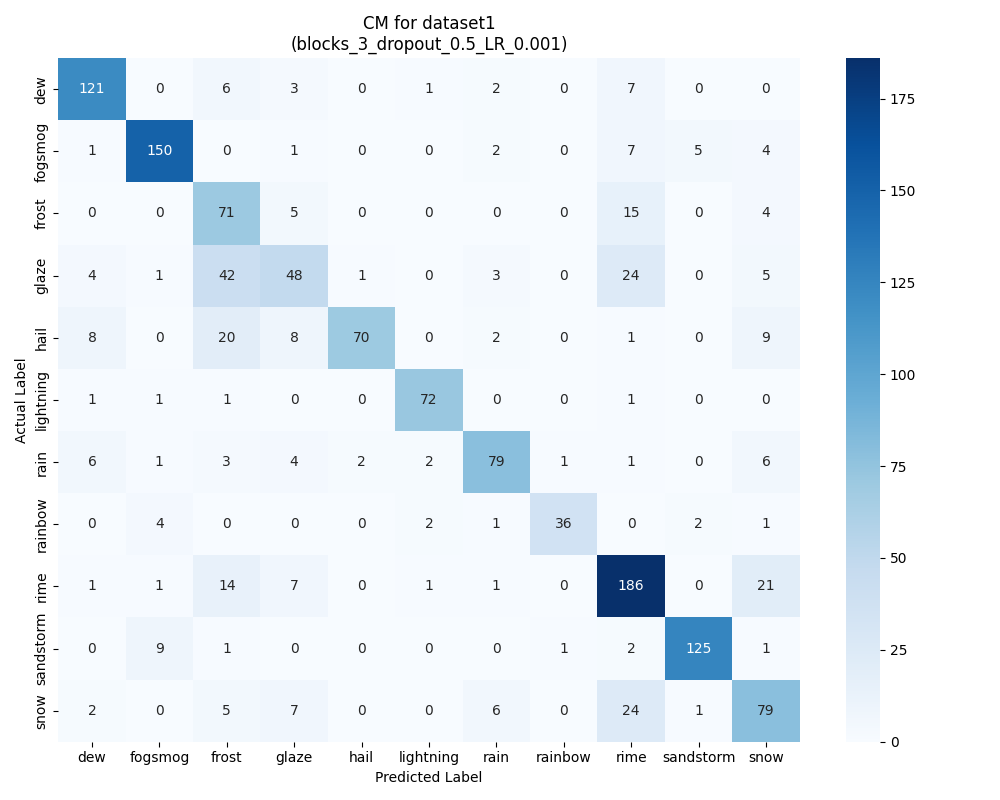 CM for dataset1
(blocks_3_dropout_0.5_LR_0.001)
Actual Label
dew 121 0 6 3 0 1 2 0 7 0 0
fogsmog 1 150 0 1 0 0 2 0 7 5 4
frost 0 0 71 5 0 0 0 0 15 0 4
glaze 4 1 42 48 1 0 3 0 24 0 5
hail 8 0 20 8 70 0 2 0 1 0 9
lightning 1 1 1 0 0 72 0 0 1 0 0
rain 6 1 3 4 2 2 79 1 1 0 6
rainbow 0 4 0 0 0 2 1 36 0 2 1
rime 1 1 14 7 0 1 1 0 186 0 21
sandstorm 0 9 1 0 0 0 0 1 2 125 1
snow 2 0 5 7 0 0 6 0 24 1 79
dew fogsmog frost glaze hail lightning rain rainbow rime sandstorm snow
Predicted Label
175
150
125
100
75
50
25
0